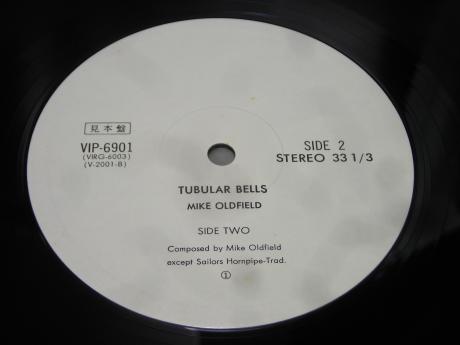 見本盤
VIP-6901
(VIRG-6003)
(V-2001-B)
SIDE 2
STEREO 33 1/3
TUBULAR BELLS
MIKE OLDFIELD
SIDE TWO
Composed by Mike Oldfield
except Sailors Hornpipe-Trad.
①